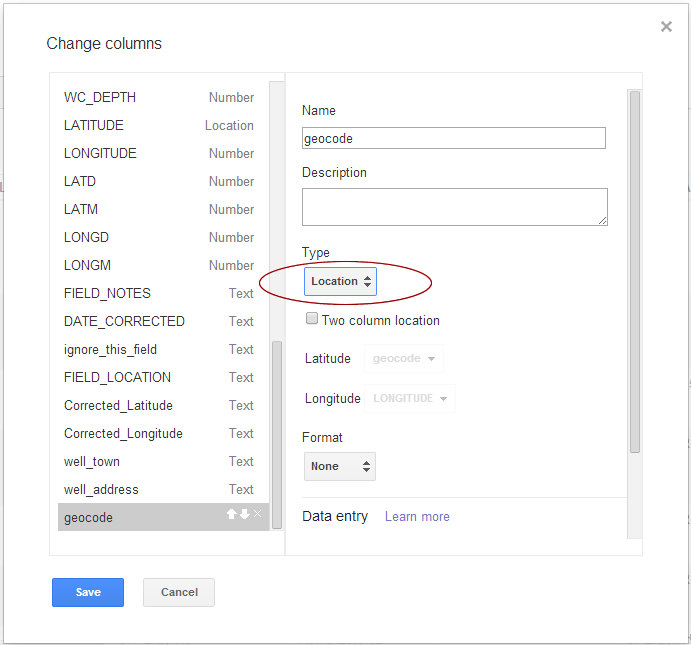 Change columns
WC_DEPTH Number
LATITUDE Location
LONGITUDE Number
LATD Number
LATM Number
LONGD Number
LONGM Number
FIELD_NOTES Text
DATE_CORRECTED Text
ignore_this_field Text
FIELD_LOCATION Text
Corrected_Latitude Text
Corrected_Longitude Text
well_town Text
well_address Text
geocode
Name
geocode
Description
Type
Location
Two column location
Latitude geocode
Longitude LONGITUDE
Format
None
Data entry Learn more
Save Cancel